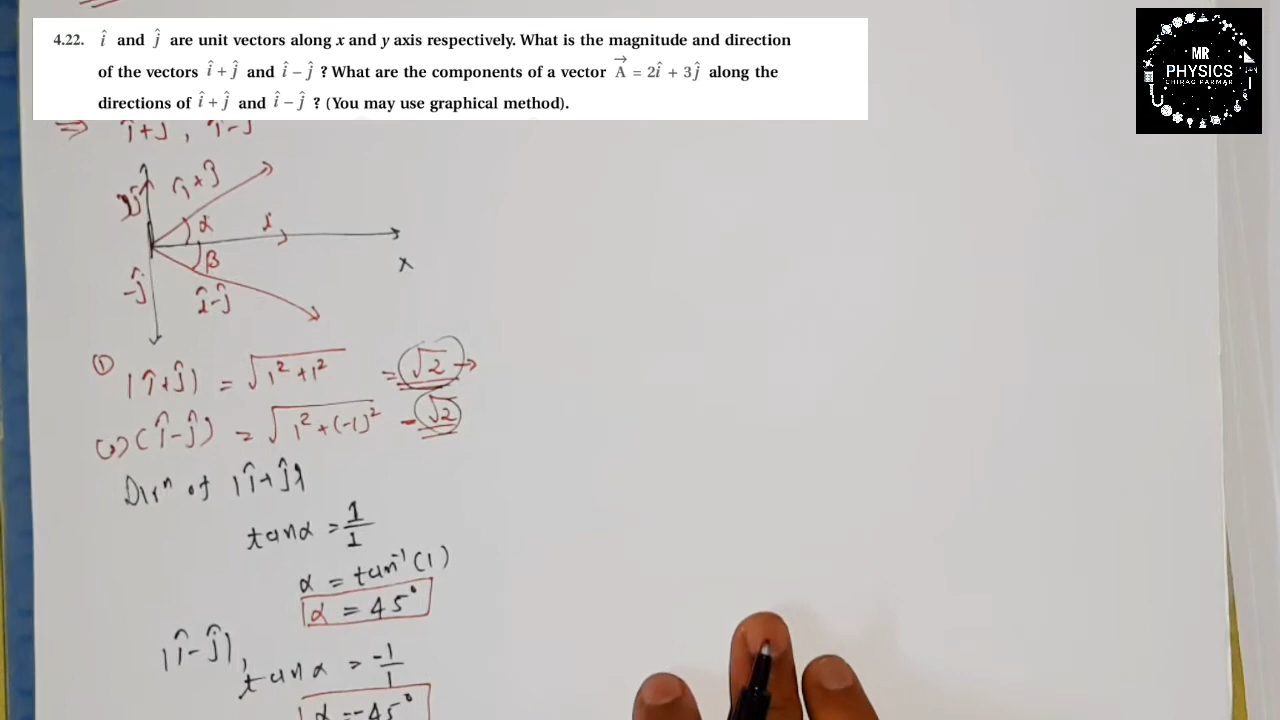 4.22. î and ĵ are unit vectors along x and y axis respectively. What is the magnitude and direction
of the vectors î + ĵ and î − ĵ ? What are the components of a vector A⃗ = 2î + 3ĵ along the
directions of î + ĵ and î − ĵ ? (You may use graphical method).
MR
PHYSICS
CHIRAG PARMAR
⇒ î+ĵ , î-ĵ
α
î
β
x
-ĵ
î-ĵ
① |î+ĵ| = √1²+1² = √2 →
(î-ĵ) = √1²+(-1)² = √2
Dirⁿ of |î+ĵ|
tanα = 1/1
α = tan⁻¹(1)
α = 45°
|î-ĵ|,
tanα = -1/1
α = -45°